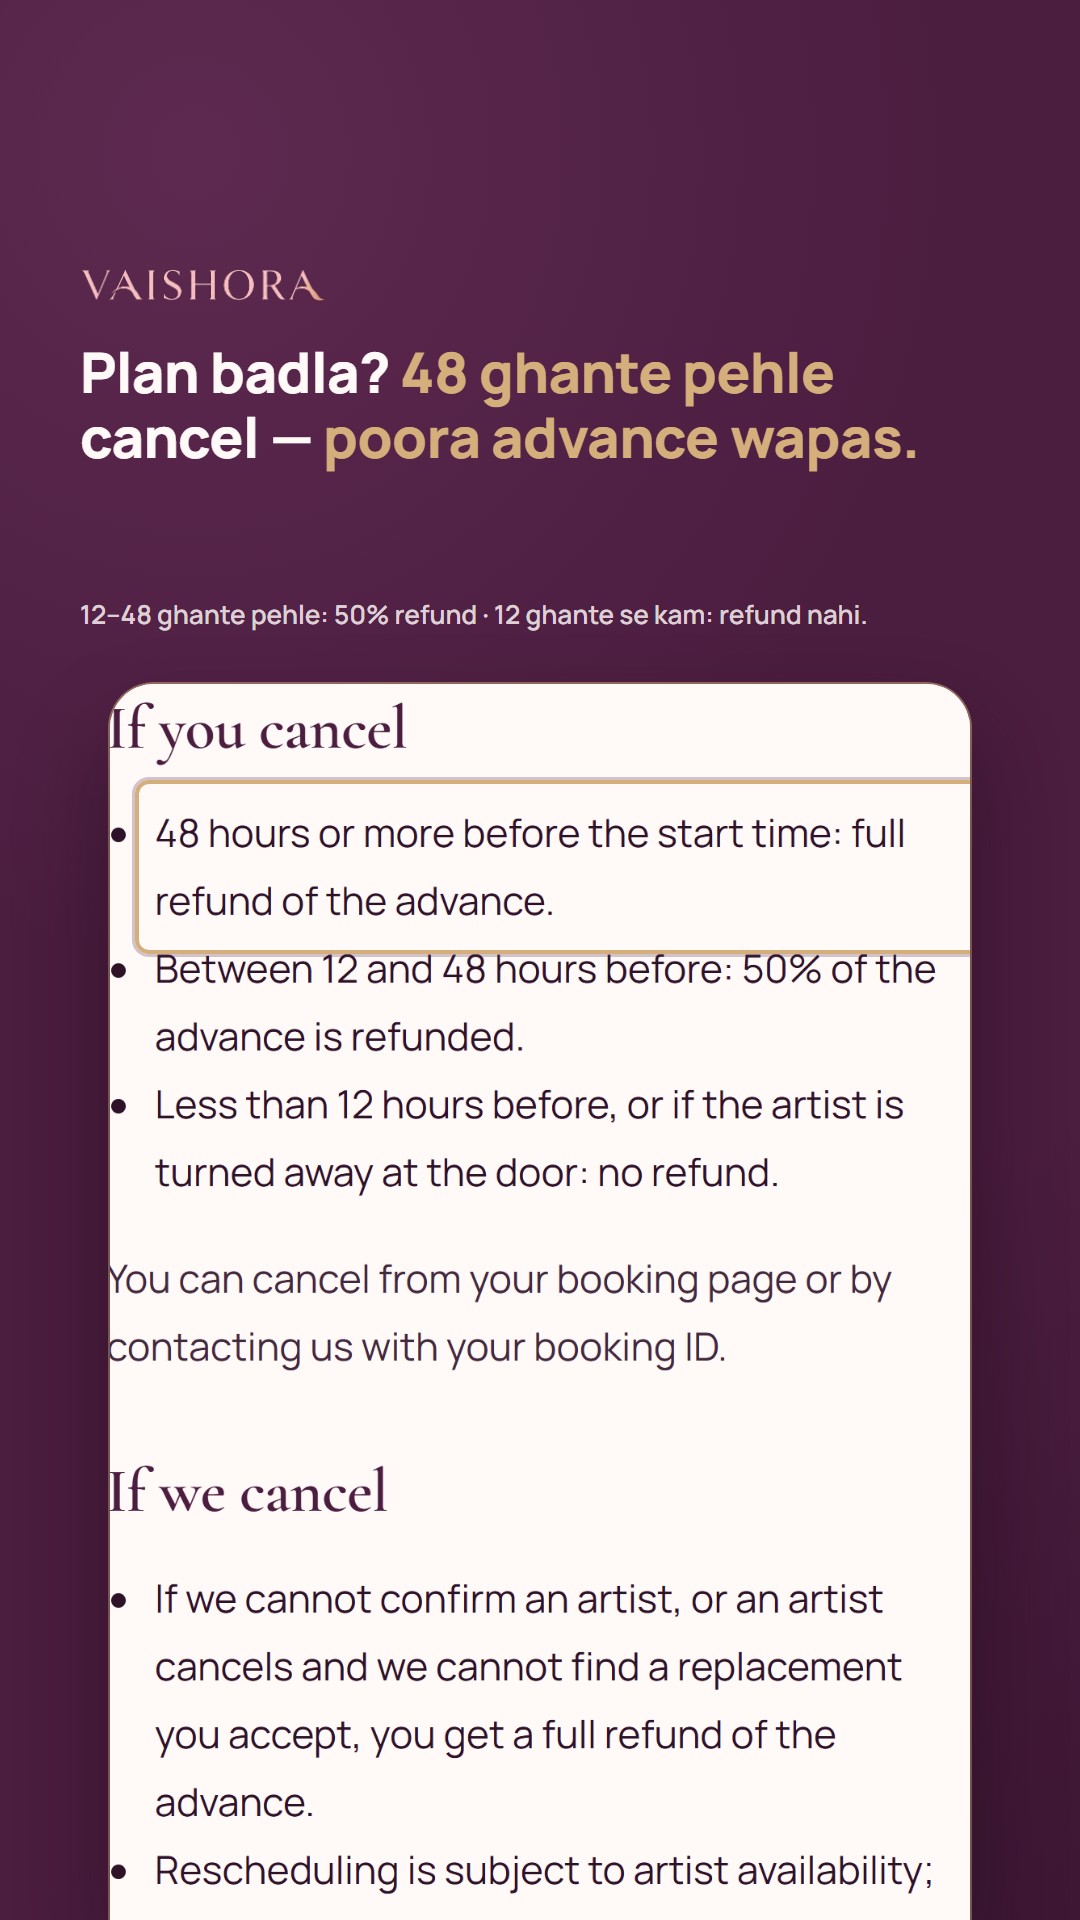 VAISHORA
Plan badla? 48 ghante pehle
cancel — poora advance wapas.
12–48 ghante pehle: 50% refund · 12 ghante se kam: refund nahi.
If you cancel
• 48 hours or more before the start time: full
refund of the advance.
• Between 12 and 48 hours before: 50% of the
advance is refunded.
• Less than 12 hours before, or if the artist is
turned away at the door: no refund.
You can cancel from your booking page or by
contacting us with your booking ID.
If we cancel
• If we cannot confirm an artist, or an artist
cancels and we cannot find a replacement
you accept, you get a full refund of the
advance.
• Rescheduling is subject to artist availability;